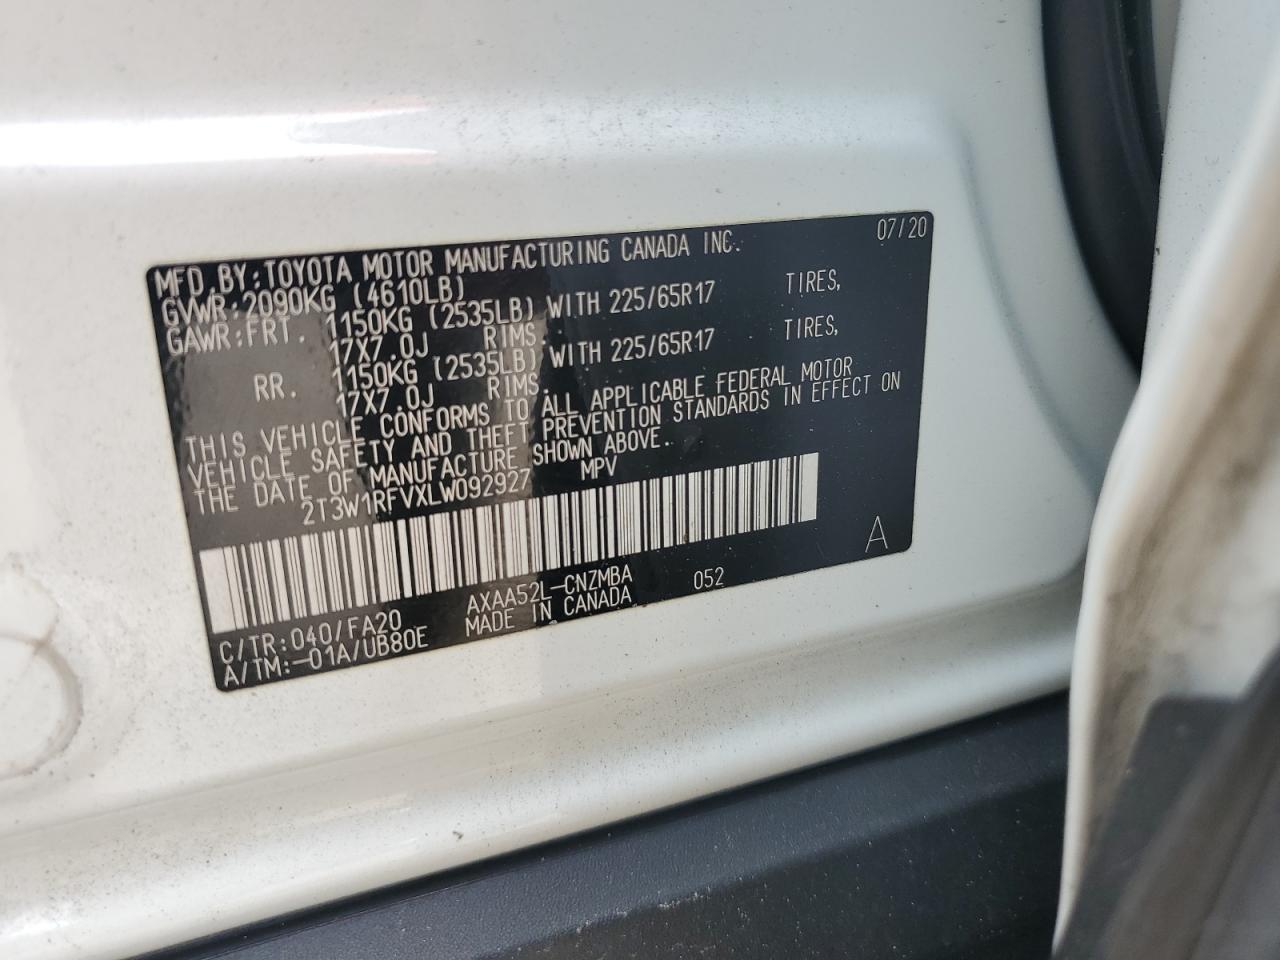 07/20
MFD.BY:TOYOTA MOTOR MANUFACTURING CANADA INC.
GVWR:2090KG (4610LB)
GAWR:FRT. 1150KG (2535LB) WITH 225/65R17 TIRES,
17X7.0J RIMS.
RR. 1150KG (2535LB) WITH 225/65R17 TIRES,
17X7.0J RIMS.
THIS VEHICLE CONFORMS TO ALL APPLICABLE FEDERAL MOTOR
VEHICLE SAFETY AND THEFT PREVENTION STANDARDS IN EFFECT ON
THE DATE OF MANUFACTURE SHOWN ABOVE.
2T3W1RFVXLW092927 MPV
A
C/TR:040/FA20 AXAA52L-CNZMBA 052
A/TM:-01A/UB80E MADE IN CANADA